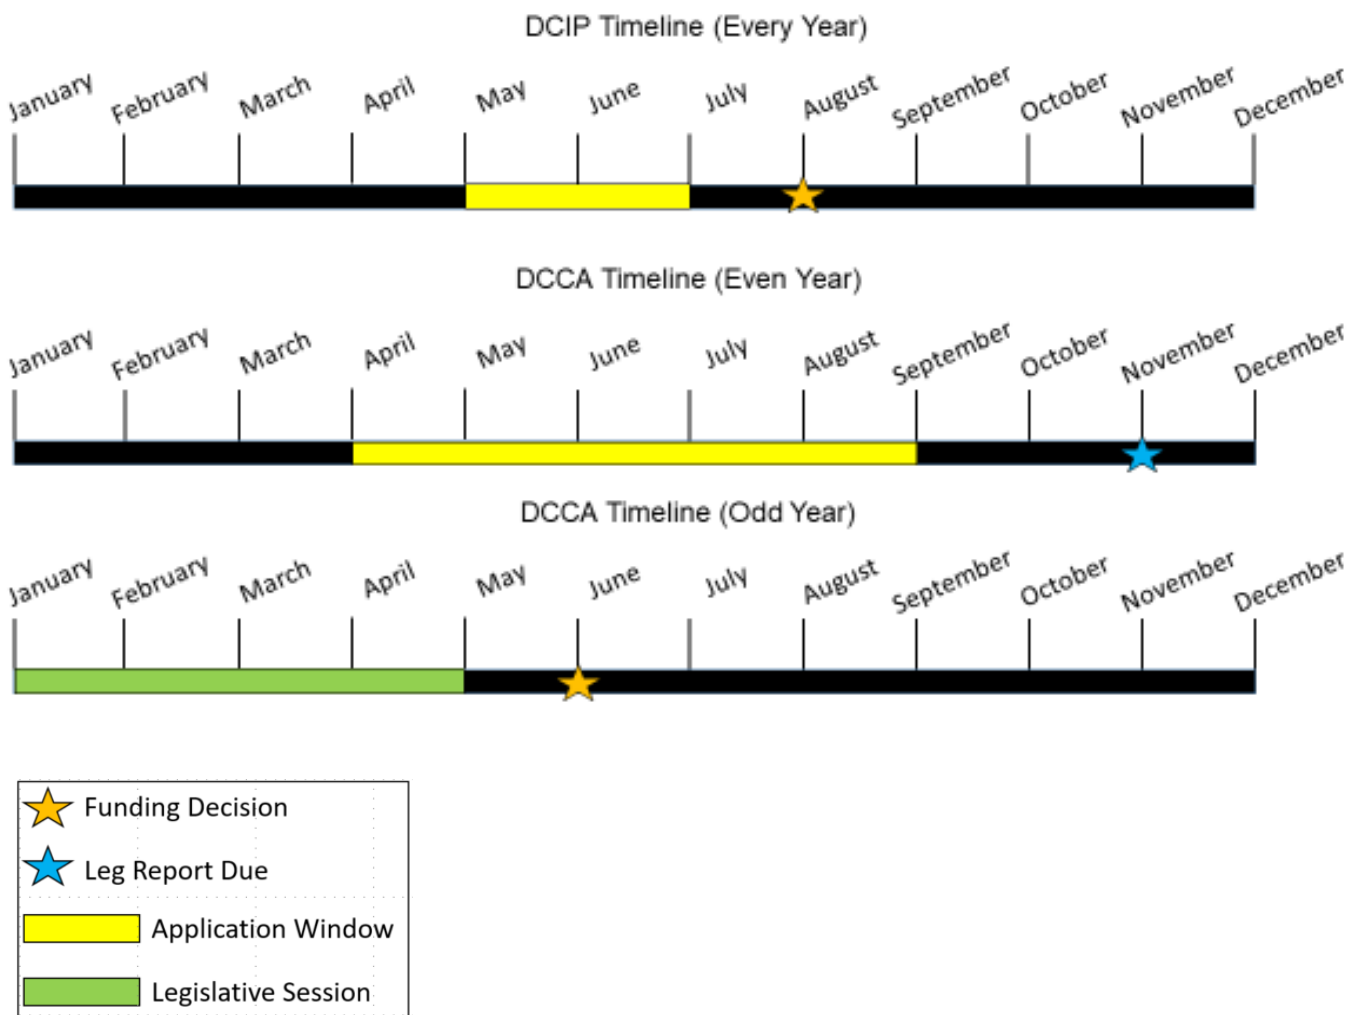 DCIP Timeline (Every Year)
January February March April May June July August September October November December
DCCA Timeline (Even Year)
January February March April May June July August September October November December
DCCA Timeline (Odd Year)
January February March April May June July August September October November December
Funding Decision
Leg Report Due
Application Window
Legislative Session